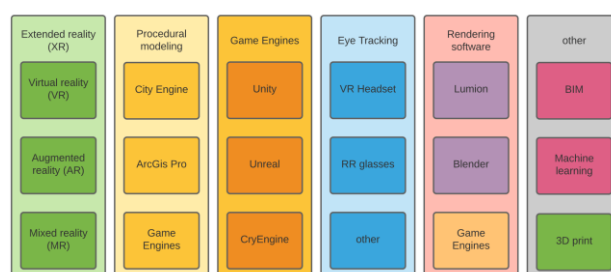 Extended reality (XR)
Virtual reality (VR)
Augmented reality (AR)
Mixed reality (MR)
Procedural modeling
City Engine
ArcGis Pro
Game Engines
Game Engines
Unity
Unreal
CryEngine
Eye Tracking
VR Headset
RR glasses
other
Rendering software
Lumion
Blender
Game Engines
other
BIM
Machine learning
3D print